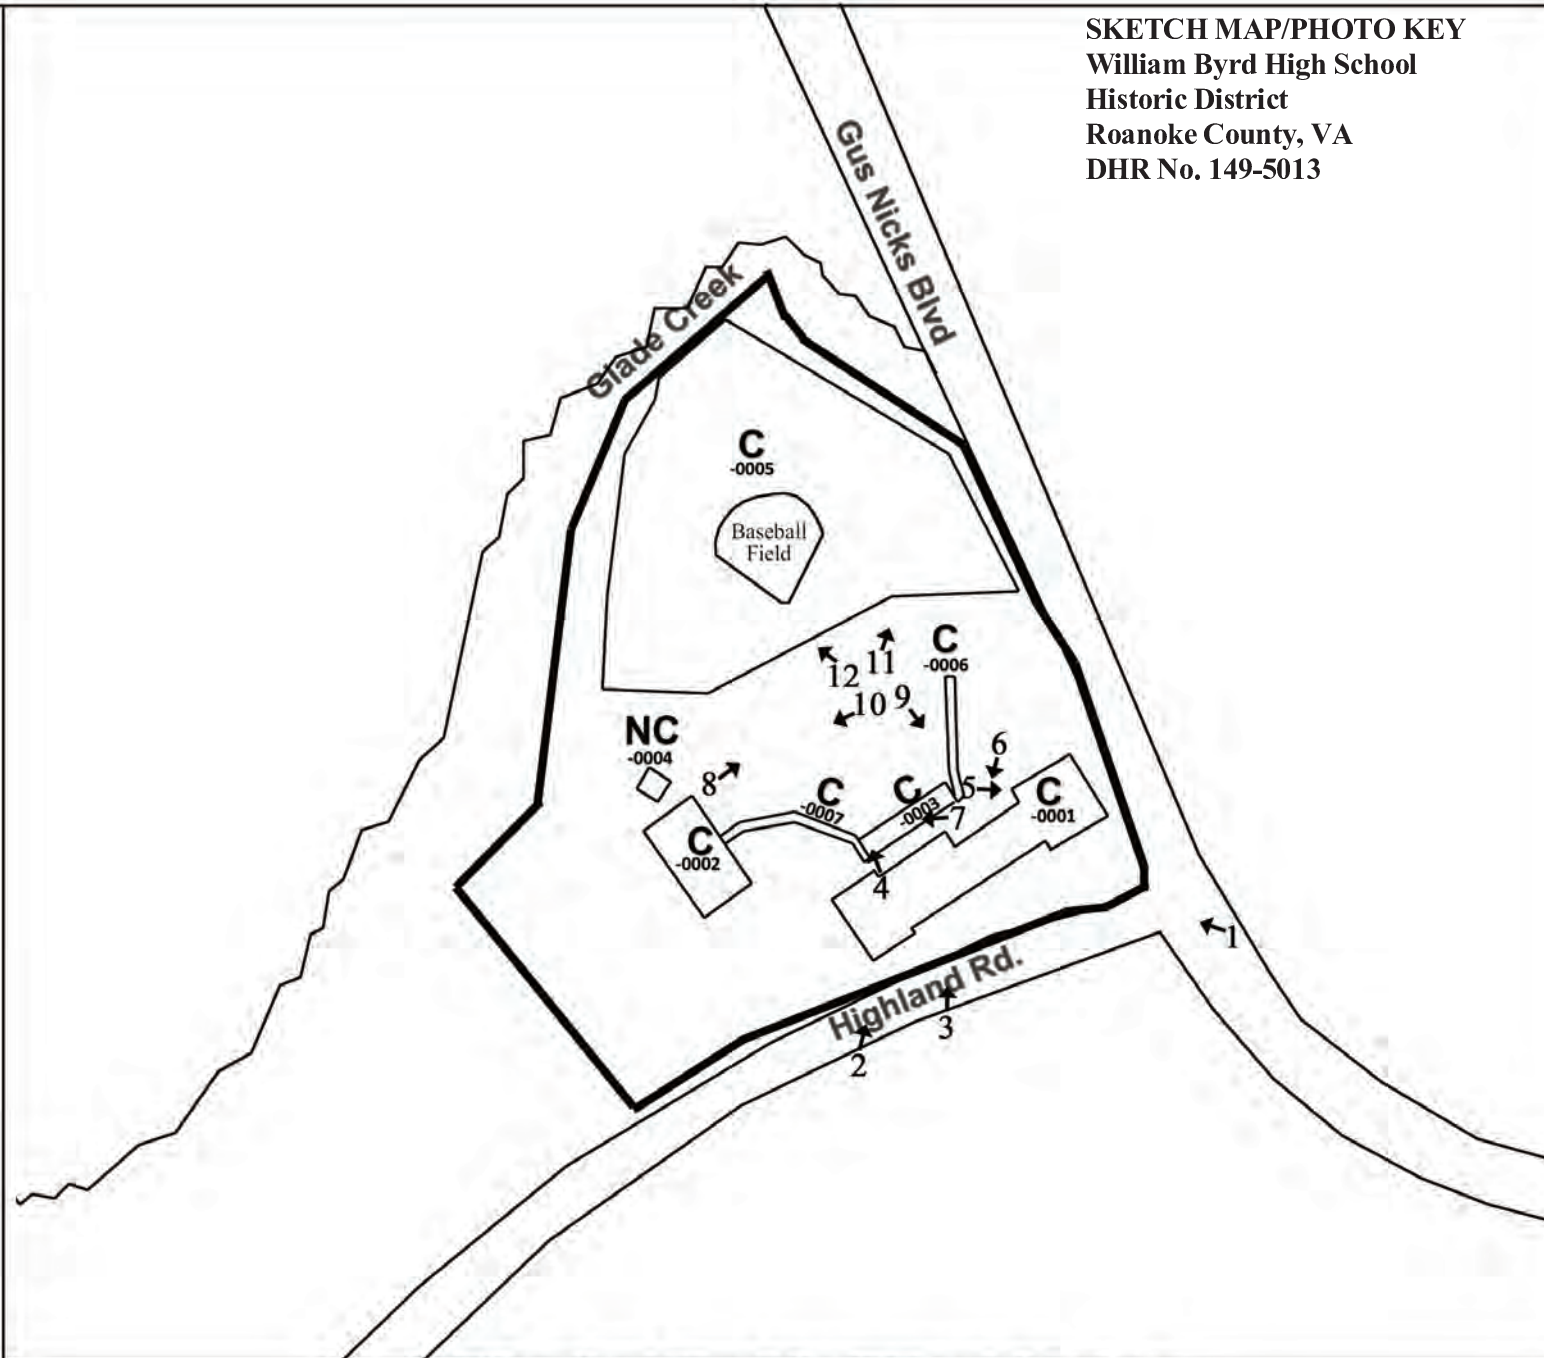 SKETCH MAP/PHOTO KEY
William Byrd High School
Historic District
Roanoke County, VA
DHR No. 149-5013
Gus Nicks Blvd
Glade Creek
C
-0005
Baseball
Field
C
-0006
11
12
10
9
NC
-0004
8
6
C
-0007
C
-0003
5
C
-0001
7
C
-0002
4
1
Highland Rd.
3
2